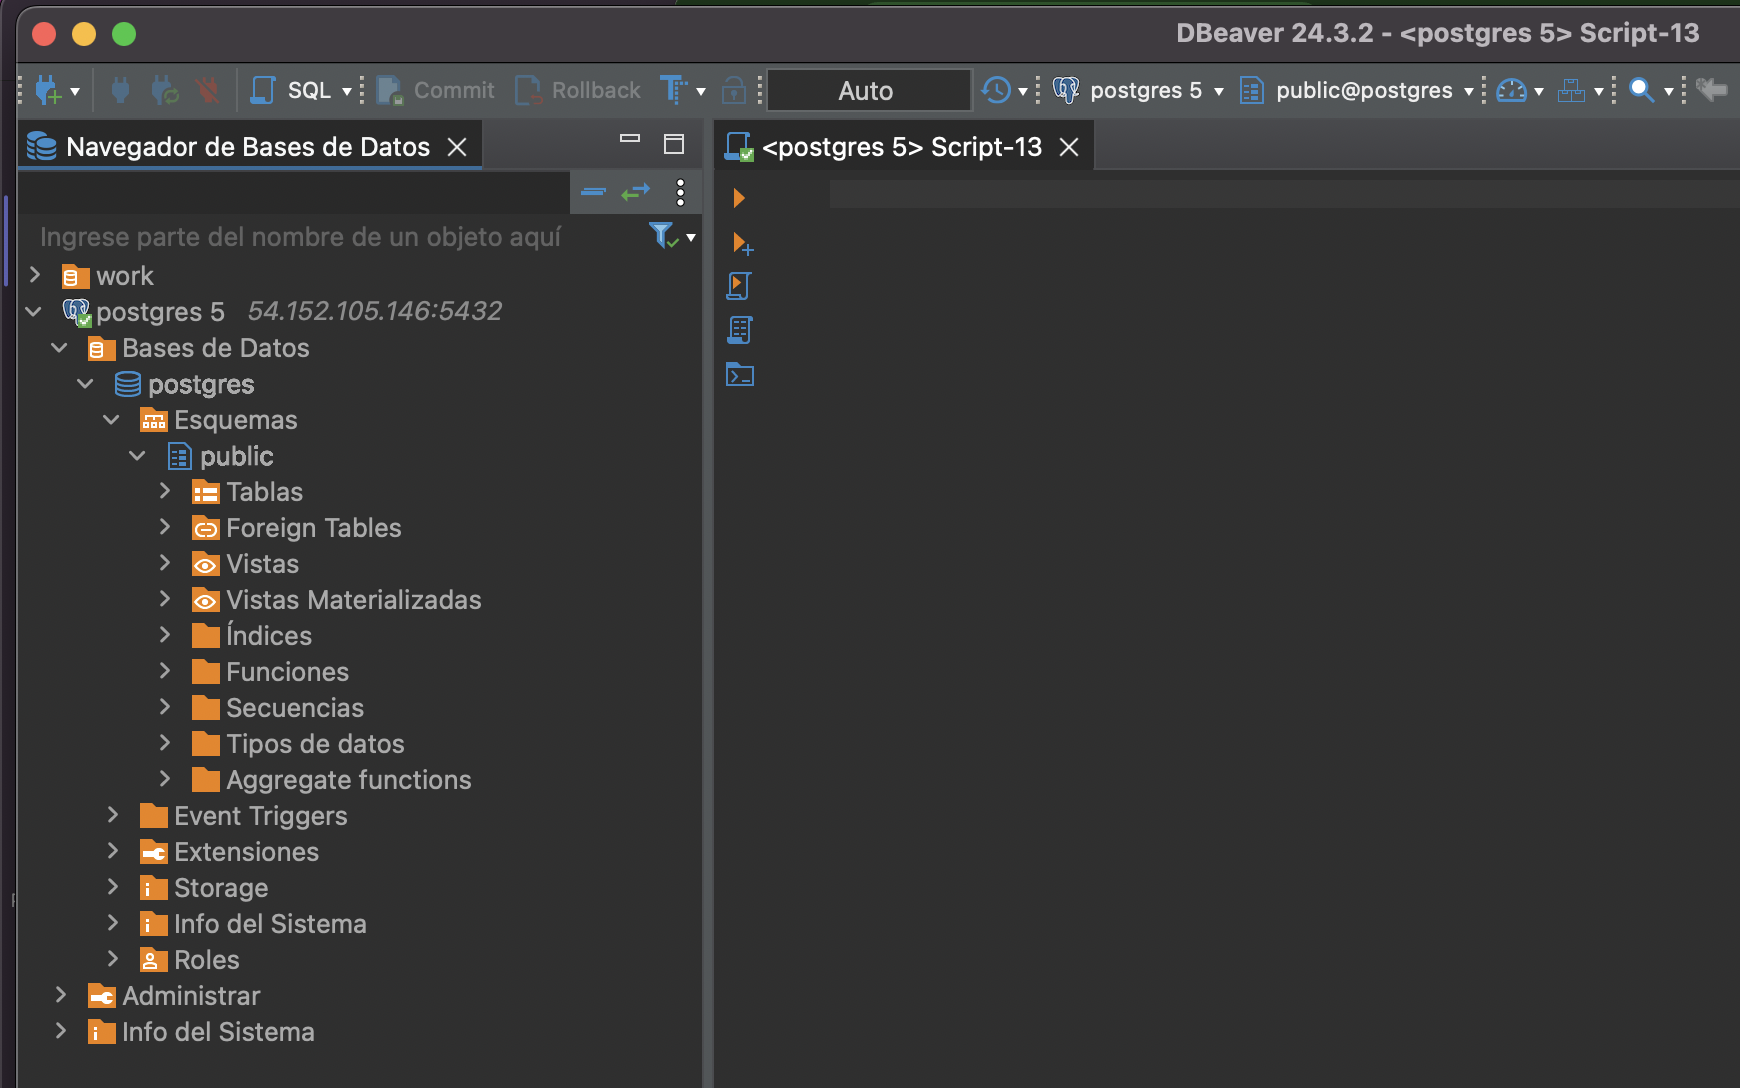 DBeaver 24.3.2 - <postgres 5> Script-13
SQL Commit Rollback Auto postgres 5 public@postgres
Navegador de Bases de Datos
<postgres 5> Script-13
Ingrese parte del nombre de un objeto aquí
work
postgres 5 54.152.105.146:5432
Bases de Datos
postgres
Esquemas
public
Tablas
Foreign Tables
Vistas
Vistas Materializadas
Índices
Funciones
Secuencias
Tipos de datos
Aggregate functions
Event Triggers
Extensiones
Storage
Info del Sistema
Roles
Administrar
Info del Sistema